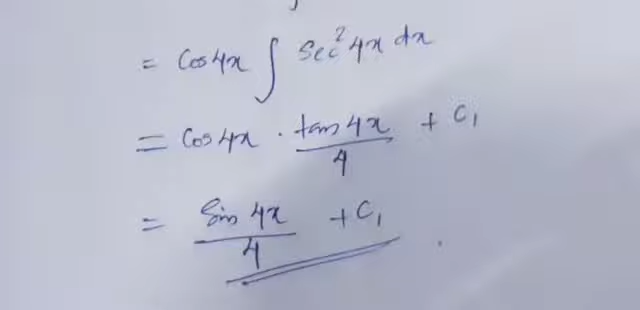 = Cos4x ∫ Sec²4x dx
= Cos4x · tan4x/4 + C₁
= Sin4x/4 + C₁